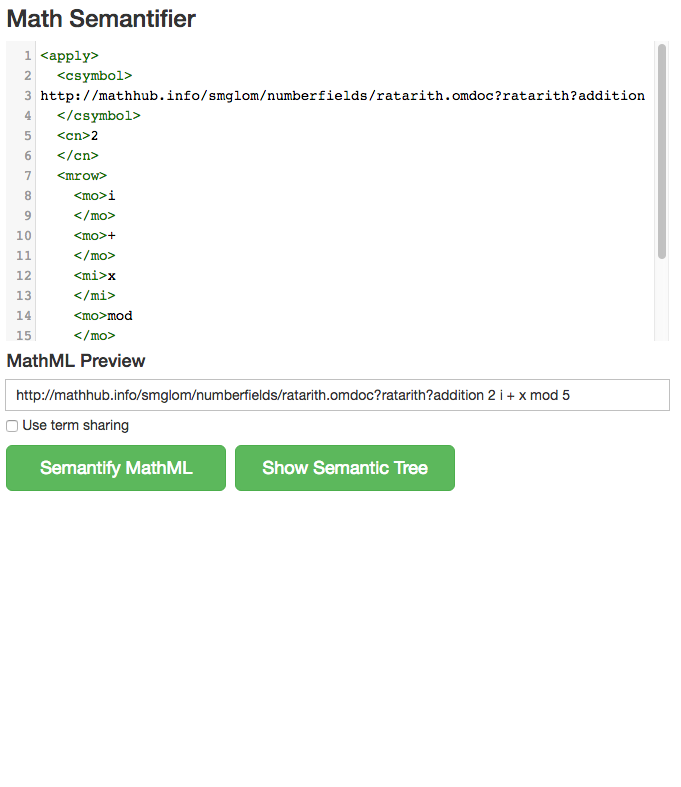 Math Semantifier
1 <apply>
2 <csymbol>
3 http://mathhub.info/smglom/numberfields/ratarith.omdoc?ratarith?addition
4 </csymbol>
5 <cn>2
6 </cn>
7 <mrow>
8 <mo>i
9 </mo>
10 <mo>+
11 </mo>
12 <mi>x
13 </mi>
14 <mo>mod
15 </mo>
MathML Preview
http://mathhub.info/smglom/numberfields/ratarith.omdoc?ratarith?addition 2 i + x mod 5
Use term sharing
Semantify MathML
Show Semantic Tree